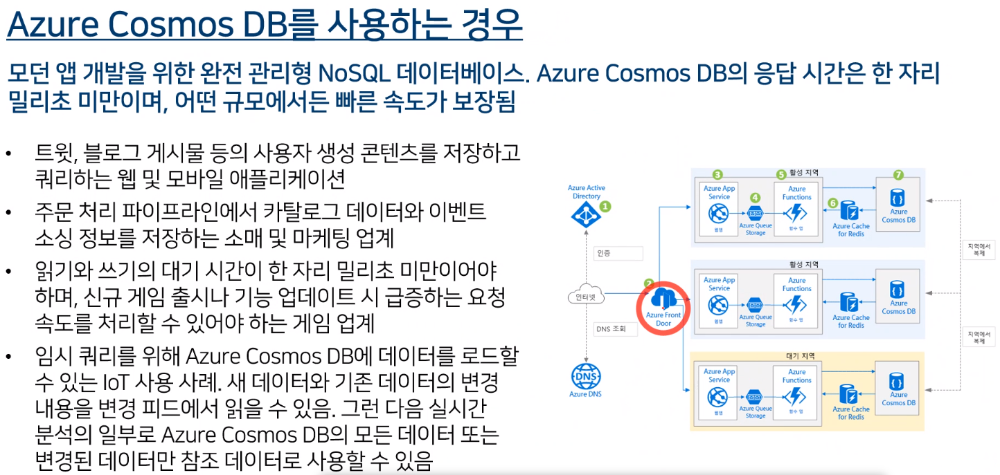 Azure Cosmos DB를 사용하는 경우
모던 앱 개발을 위한 완전 관리형 NoSQL 데이터베이스. Azure Cosmos DB의 응답 시간은 한 자리
밀리초 미만이며, 어떤 규모에서든 빠른 속도가 보장됨
• 트윗, 블로그 게시물 등의 사용자 생성 콘텐츠를 저장하고
쿼리하는 웹 및 모바일 애플리케이션
• 주문 처리 파이프라인에서 카탈로그 데이터와 이벤트
소싱 정보를 저장하는 소매 및 마케팅 업계
• 읽기와 쓰기의 대기 시간이 한 자리 밀리초 미만이어야
하며, 신규 게임 출시나 기능 업데이트 시 급증하는 요청
속도를 처리할 수 있어야 하는 게임 업계
• 임시 쿼리를 위해 Azure Cosmos DB에 데이터를 로드할
수 있는 IoT 사용 사례. 새 데이터와 기존 데이터의 변경
내용을 변경 피드에서 읽을 수 있음. 그런 다음 실시간
분석의 일부로 Azure Cosmos DB의 모든 데이터 또는
변경된 데이터만 참조 데이터로 사용할 수 있음
Azure Active
Directory
1
인증
인터넷
DNS 조회
DNS
Azure DNS
2
Azure Front
Door
활성 지역
3
Azure App
Service
웹앱
4
Azure Queue
Storage
5
Azure
Functions
함수 앱
6
Azure Cache
for Redis
7
Azure
Cosmos DB
활성 지역
Azure App
Service
웹앱
Azure Queue
Storage
Azure
Functions
함수 앱
Azure Cache
for Redis
Azure
Cosmos DB
대기 지역
Azure App
Service
웹앱
Azure Queue
Storage
Azure
Functions
함수 앱
Azure Cache
for Redis
Azure
Cosmos DB
지역에서
복제
지역에서
복제